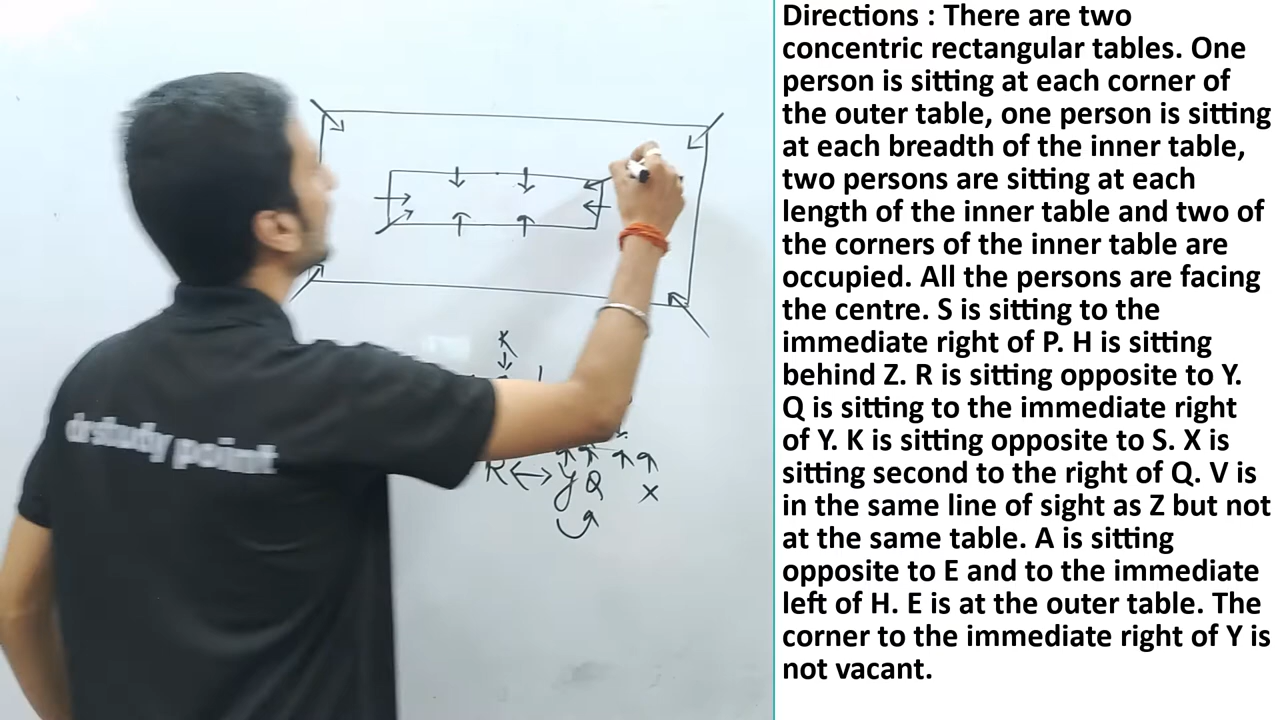 Directions : There are two
concentric rectangular tables. One
person is sitting at each corner of
the outer table, one person is sitting
at each breadth of the inner table,
two persons are sitting at each
length of the inner table and two of
the corners of the inner table are
occupied. All the persons are facing
the centre. S is sitting to the
immediate right of P. H is sitting
behind Z. R is sitting opposite to Y.
Q is sitting to the immediate right
of Y. K is sitting opposite to S. X is
sitting second to the right of Q. V is
in the same line of sight as Z but not
at the same table. A is sitting
opposite to E and to the immediate
left of H. E is at the outer table. The
corner to the immediate right of Y is
not vacant.
K
R Y Q X
drstudy point